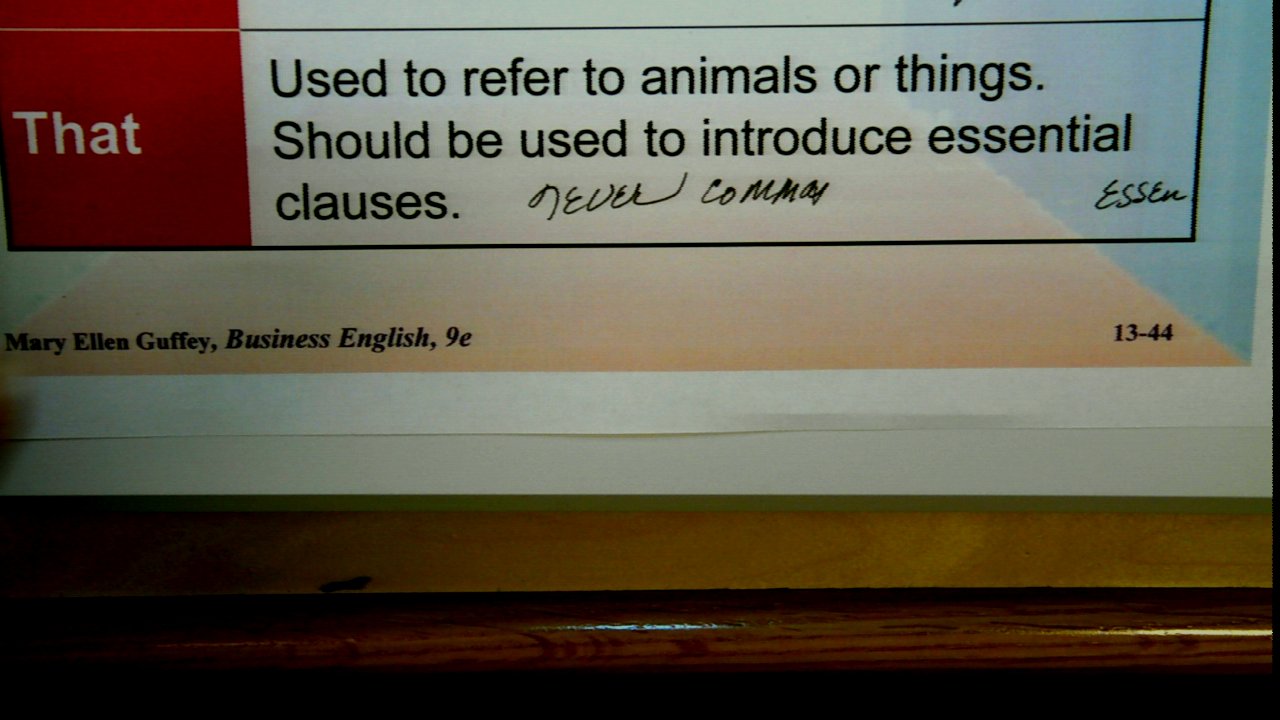 That
Used to refer to animals or things.
Should be used to introduce essential
clauses. never commas Essen
Mary Ellen Guffey, Business English, 9e
13-44